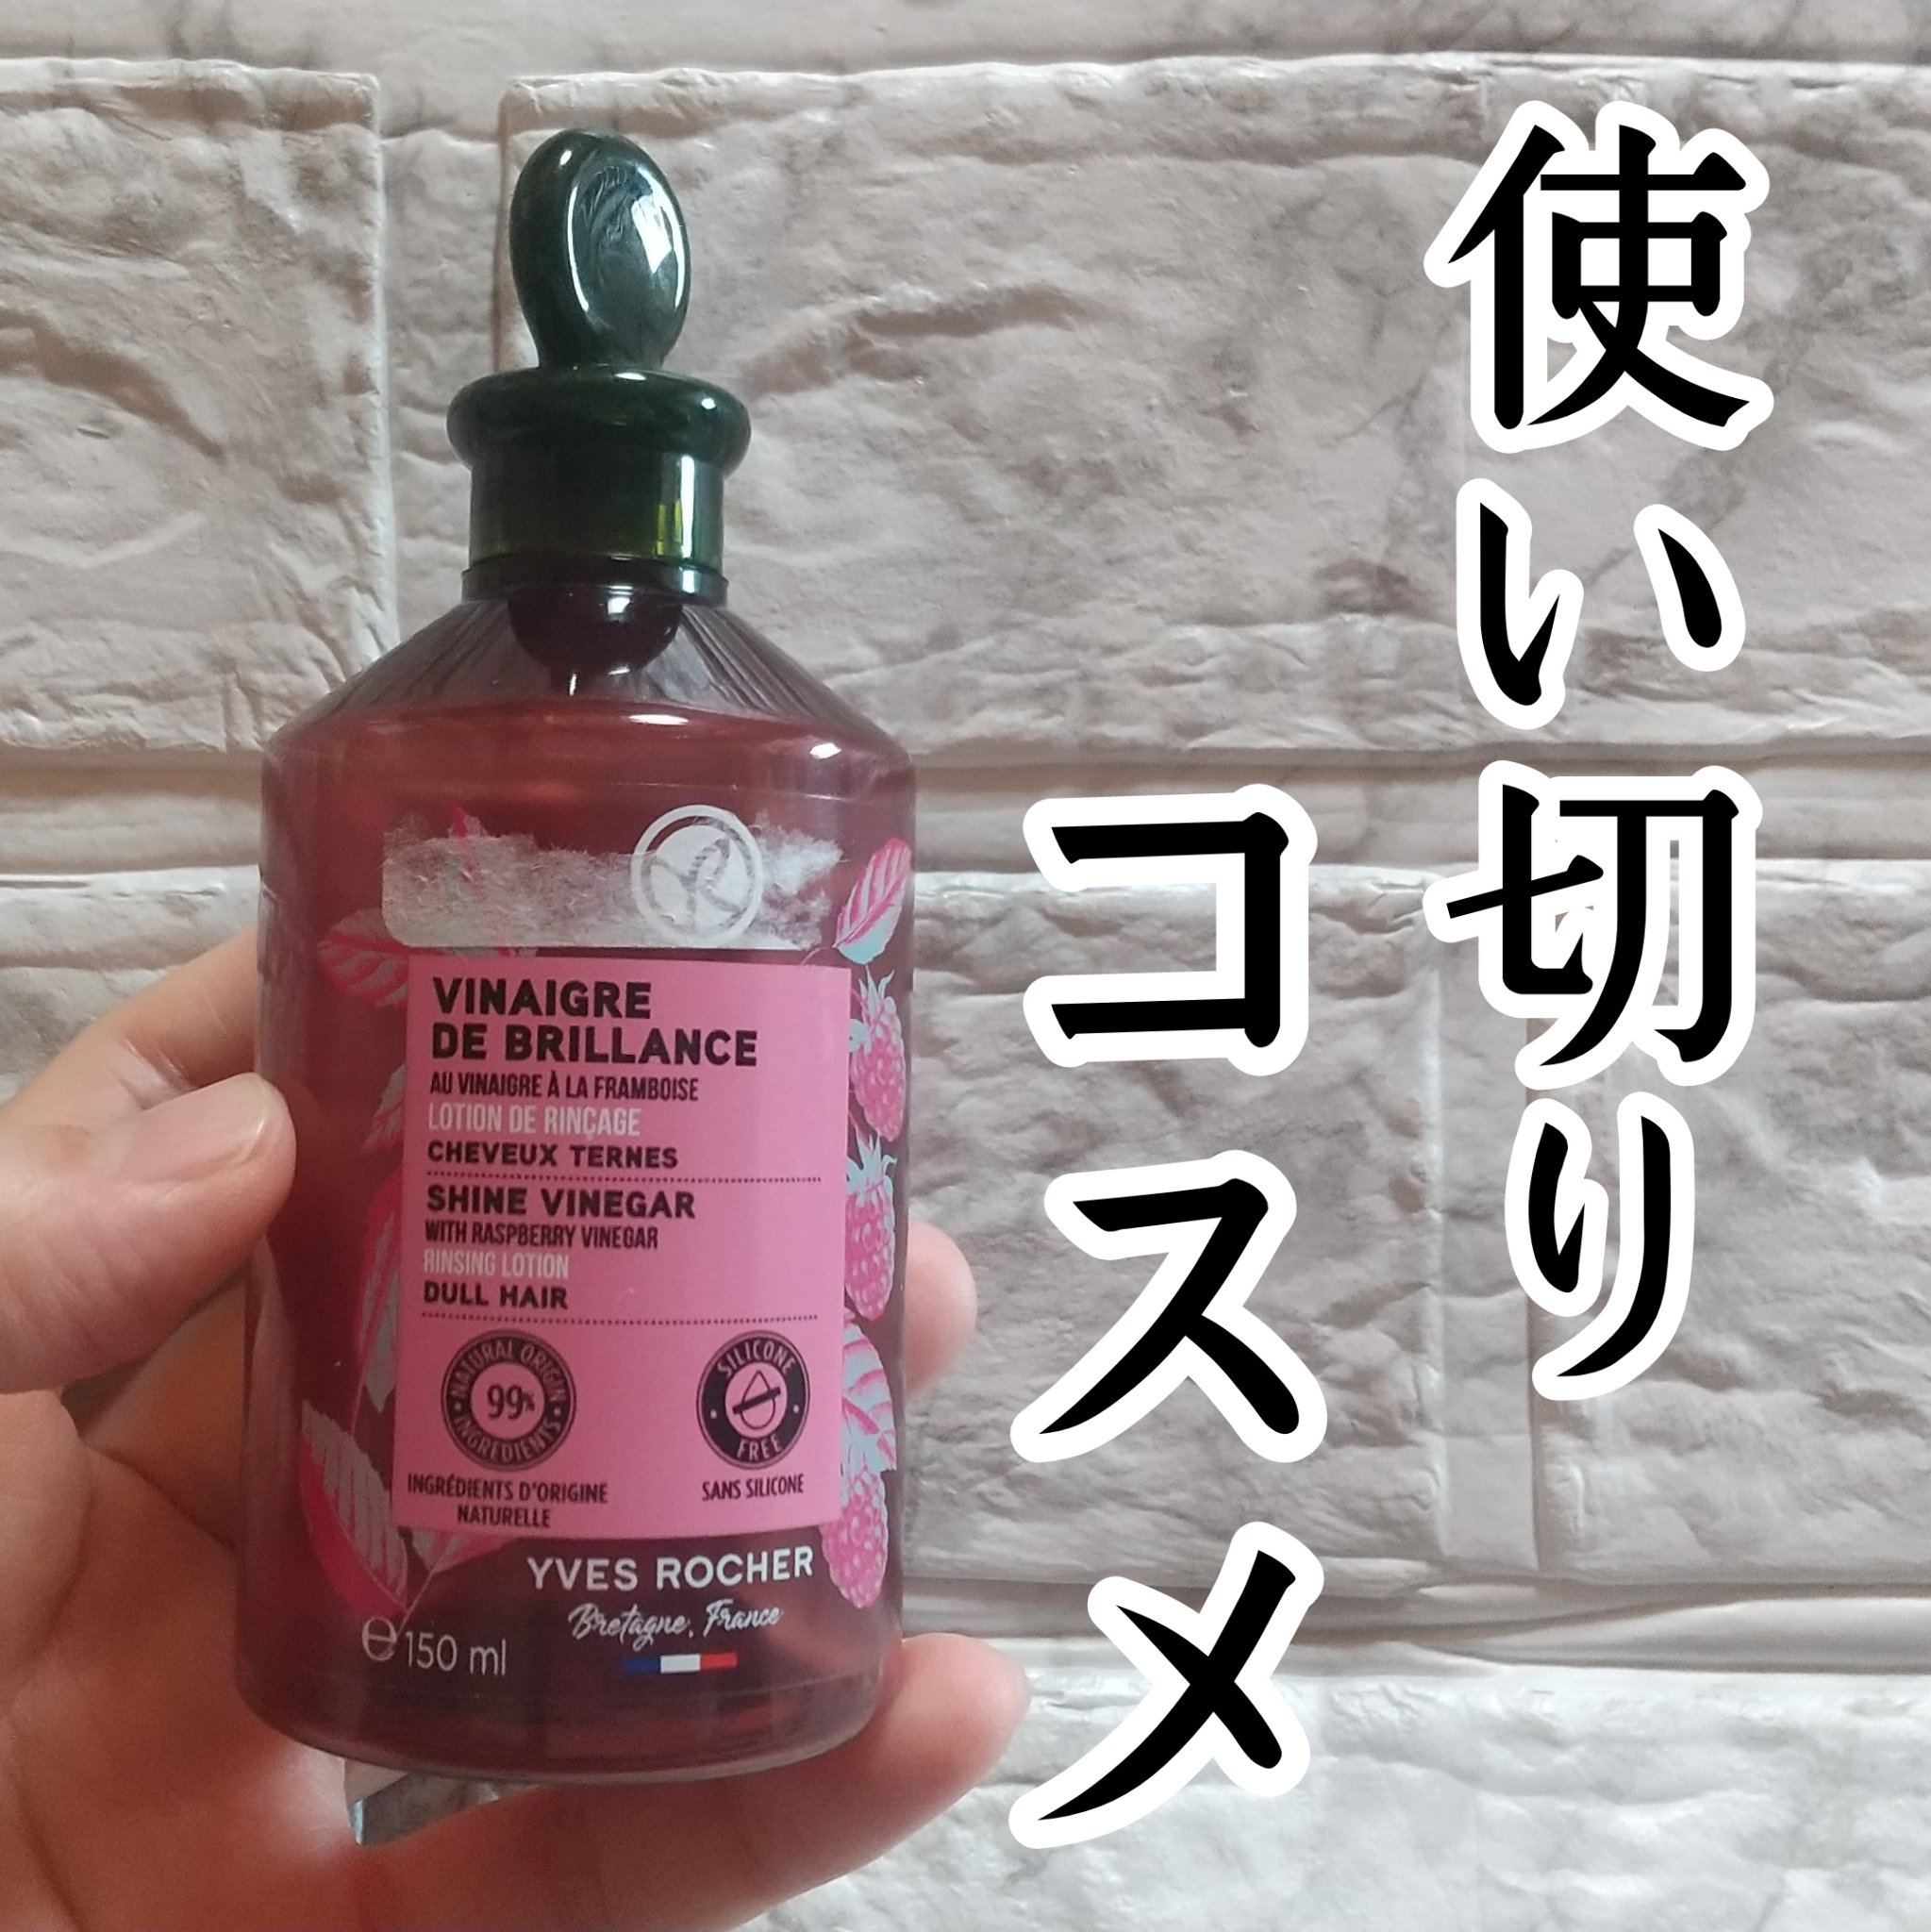 使い切り
コスメ
VINAIGRE
DE BRILLANCE
AU VINAIGRE À LA FRAMBOISE
LOTION DE RINÇAGE
CHEVEUX TERNES
SHINE VINEGAR
WITH RASPBERRY VINEGAR
RINSING LOTION
DULL HAIR
NATURAL ORIGIN
99%
INGREDIENTS
INGRÉDIENTS D'ORIGINE
NATURELLE
SILICONE
FREE
SANS SILICONE
YVES ROCHER
Bretagne, France
℮ 150 ml